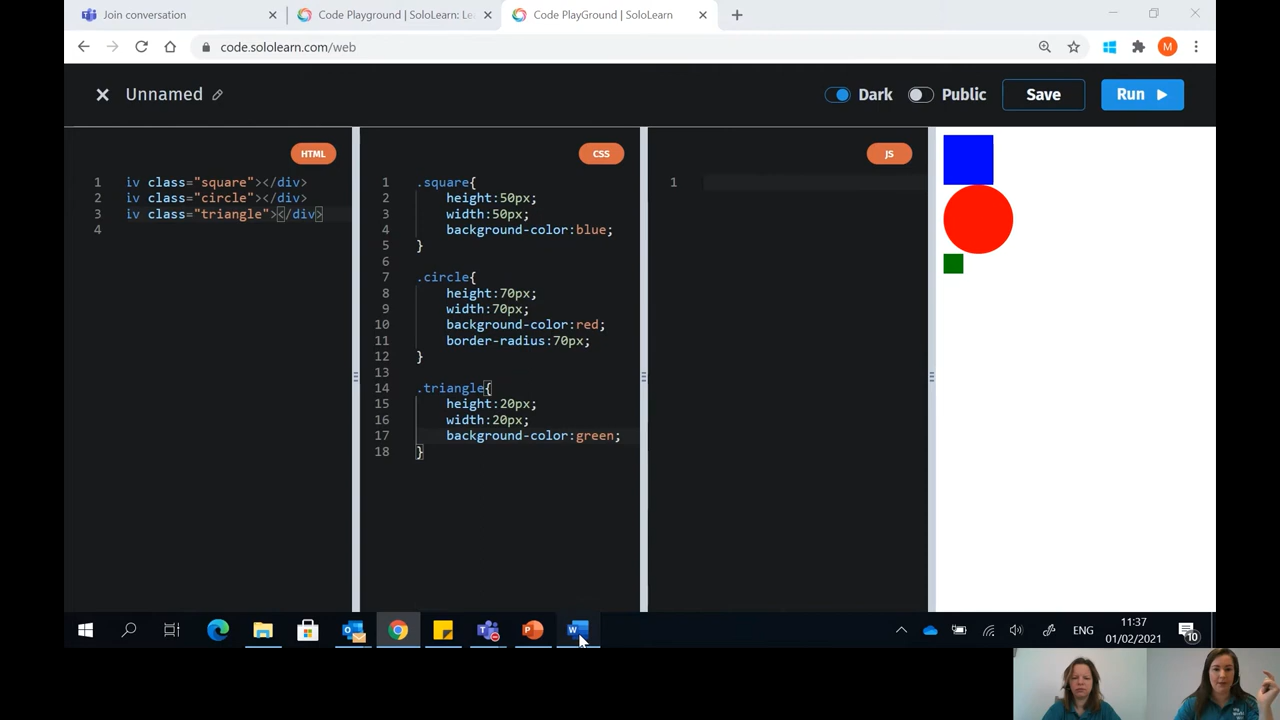 Join conversation
Code Playground | SoloLearn: Le
Code PlayGround | SoloLearn
code.sololearn.com/web
M
Unnamed
Dark
Public
Save
Run
HTML
1 iv class="square"></div>
2 iv class="circle"></div>
3 iv class="triangle"></div>
4
CSS
1 .square{
2 height:50px;
3 width:50px;
4 background-color:blue;
5 }
6
7 .circle{
8 height:70px;
9 width:70px;
10 background-color:red;
11 border-radius:70px;
12 }
13
14 .triangle{
15 height:20px;
16 width:20px;
17 background-color:green;
18 }
JS
1
ENG
11:37
01/02/2021
10